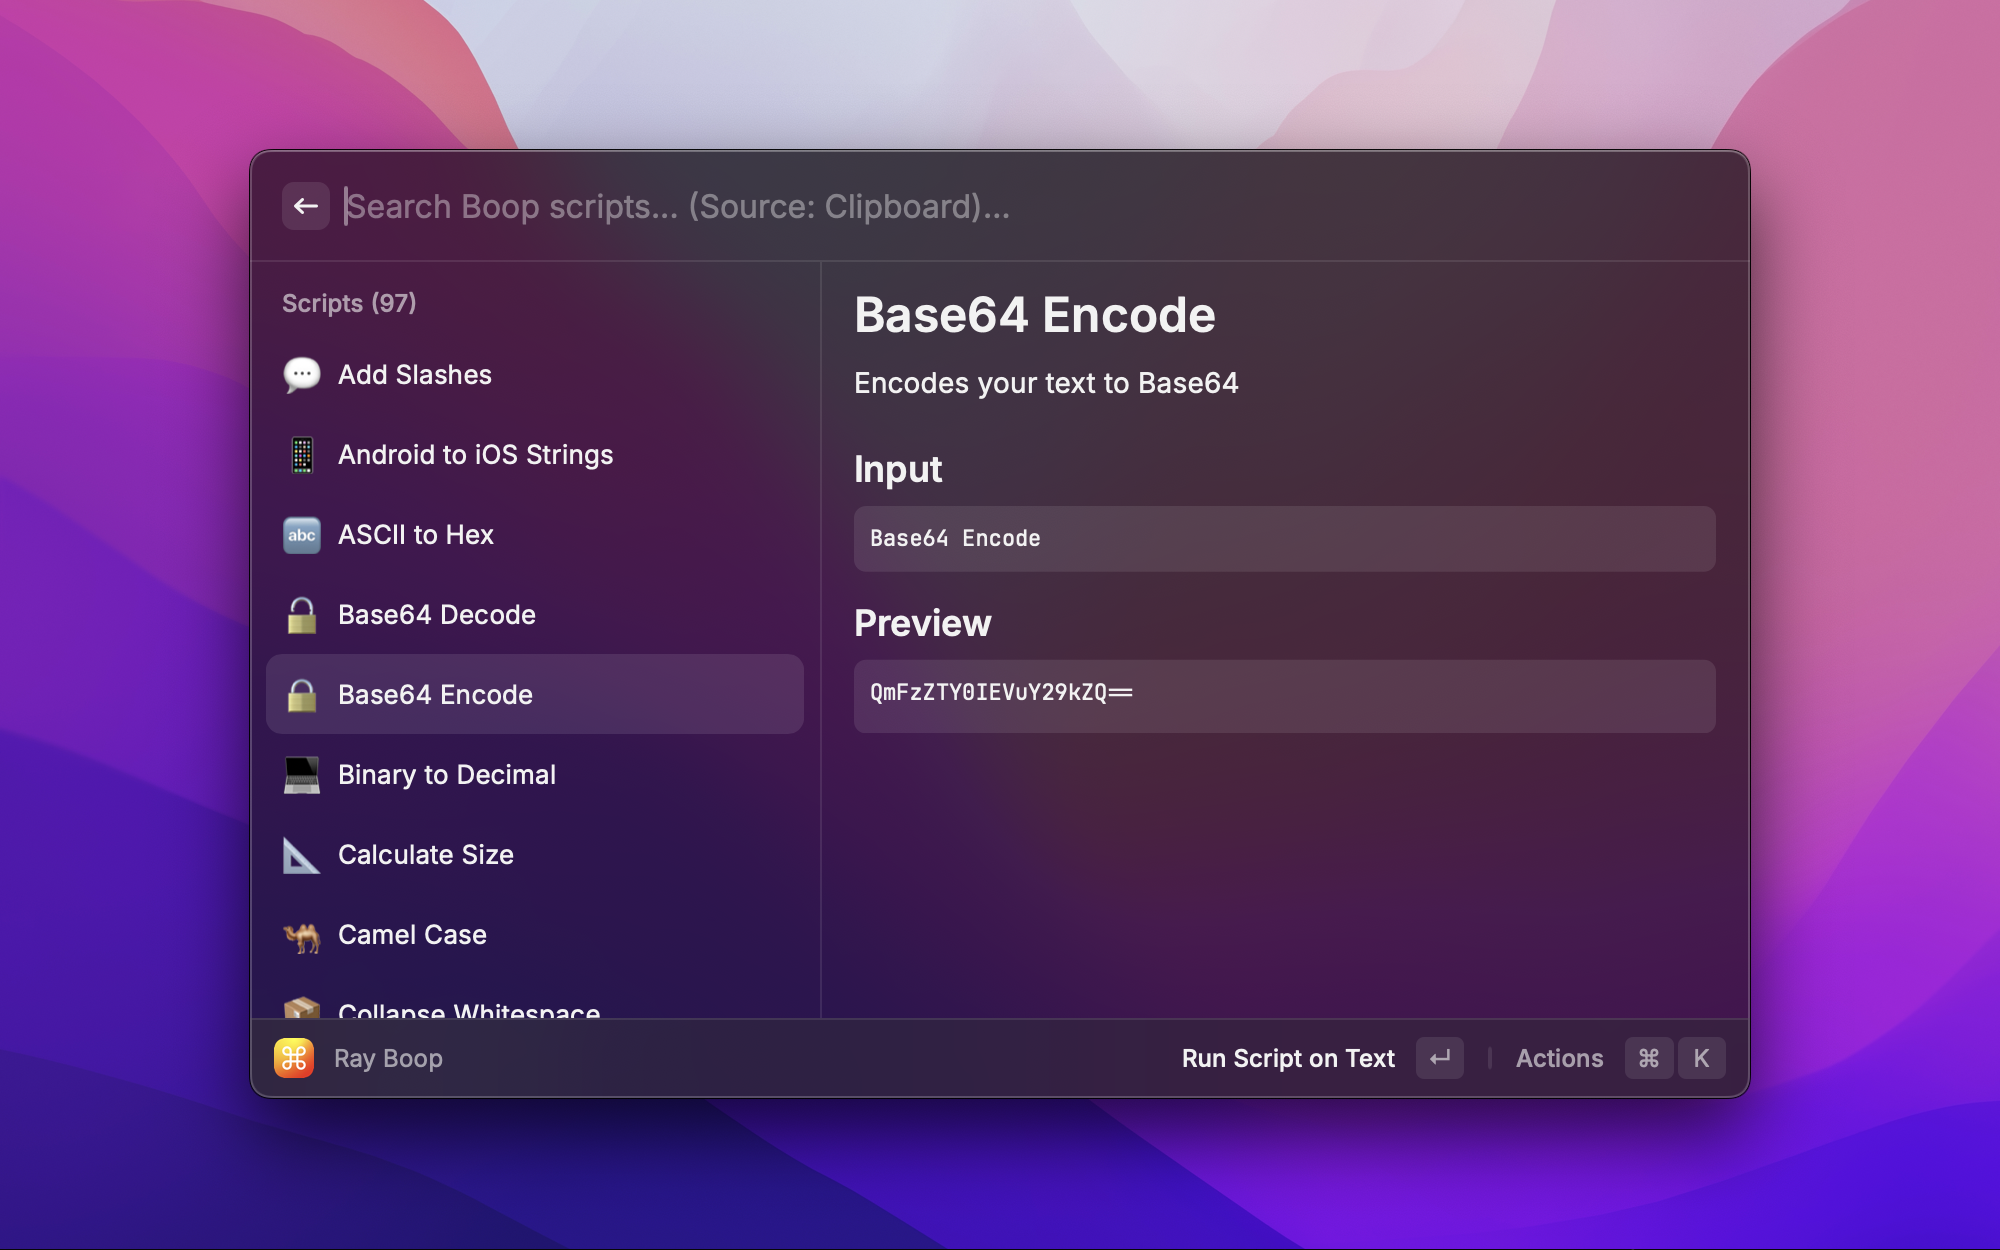 Search Boop scripts... (Source: Clipboard)...
Scripts (97)
Add Slashes
Android to iOS Strings
abc
ASCII to Hex
Base64 Decode
Base64 Encode
Binary to Decimal
Calculate Size
Camel Case
Collapse Whitespace
Base64 Encode
Encodes your text to Base64
Input
Base64 Encode
Preview
QmFzZTY0IEVuY29kZQ==
Ray Boop
Run Script on Text ↵
Actions ⌘ K